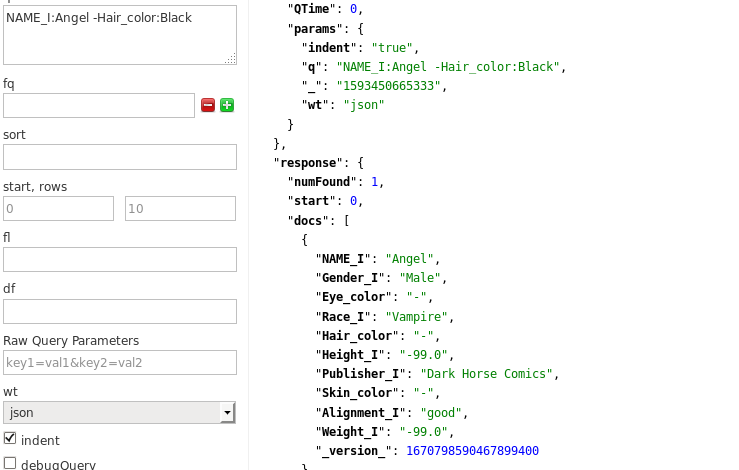 NAME_I:Angel -Hair_color:Black
fq
sort
start, rows
0 10
fl
df
Raw Query Parameters
key1=val1&key2=val2
wt
json
indent
debugQuery
"QTime": 0,
"params": {
"indent": "true",
"q": "NAME_I:Angel -Hair_color:Black",
"_": "1593450665333",
"wt": "json"
}
},
"response": {
"numFound": 1,
"start": 0,
"docs": [
{
"NAME_I": "Angel",
"Gender_I": "Male",
"Eye_color": "-",
"Race_I": "Vampire",
"Hair_color": "-",
"Height_I": "-99.0",
"Publisher_I": "Dark Horse Comics",
"Skin_color": "-",
"Alignment_I": "good",
"Weight_I": "-99.0",
"_version_": 1670798590467899400
}